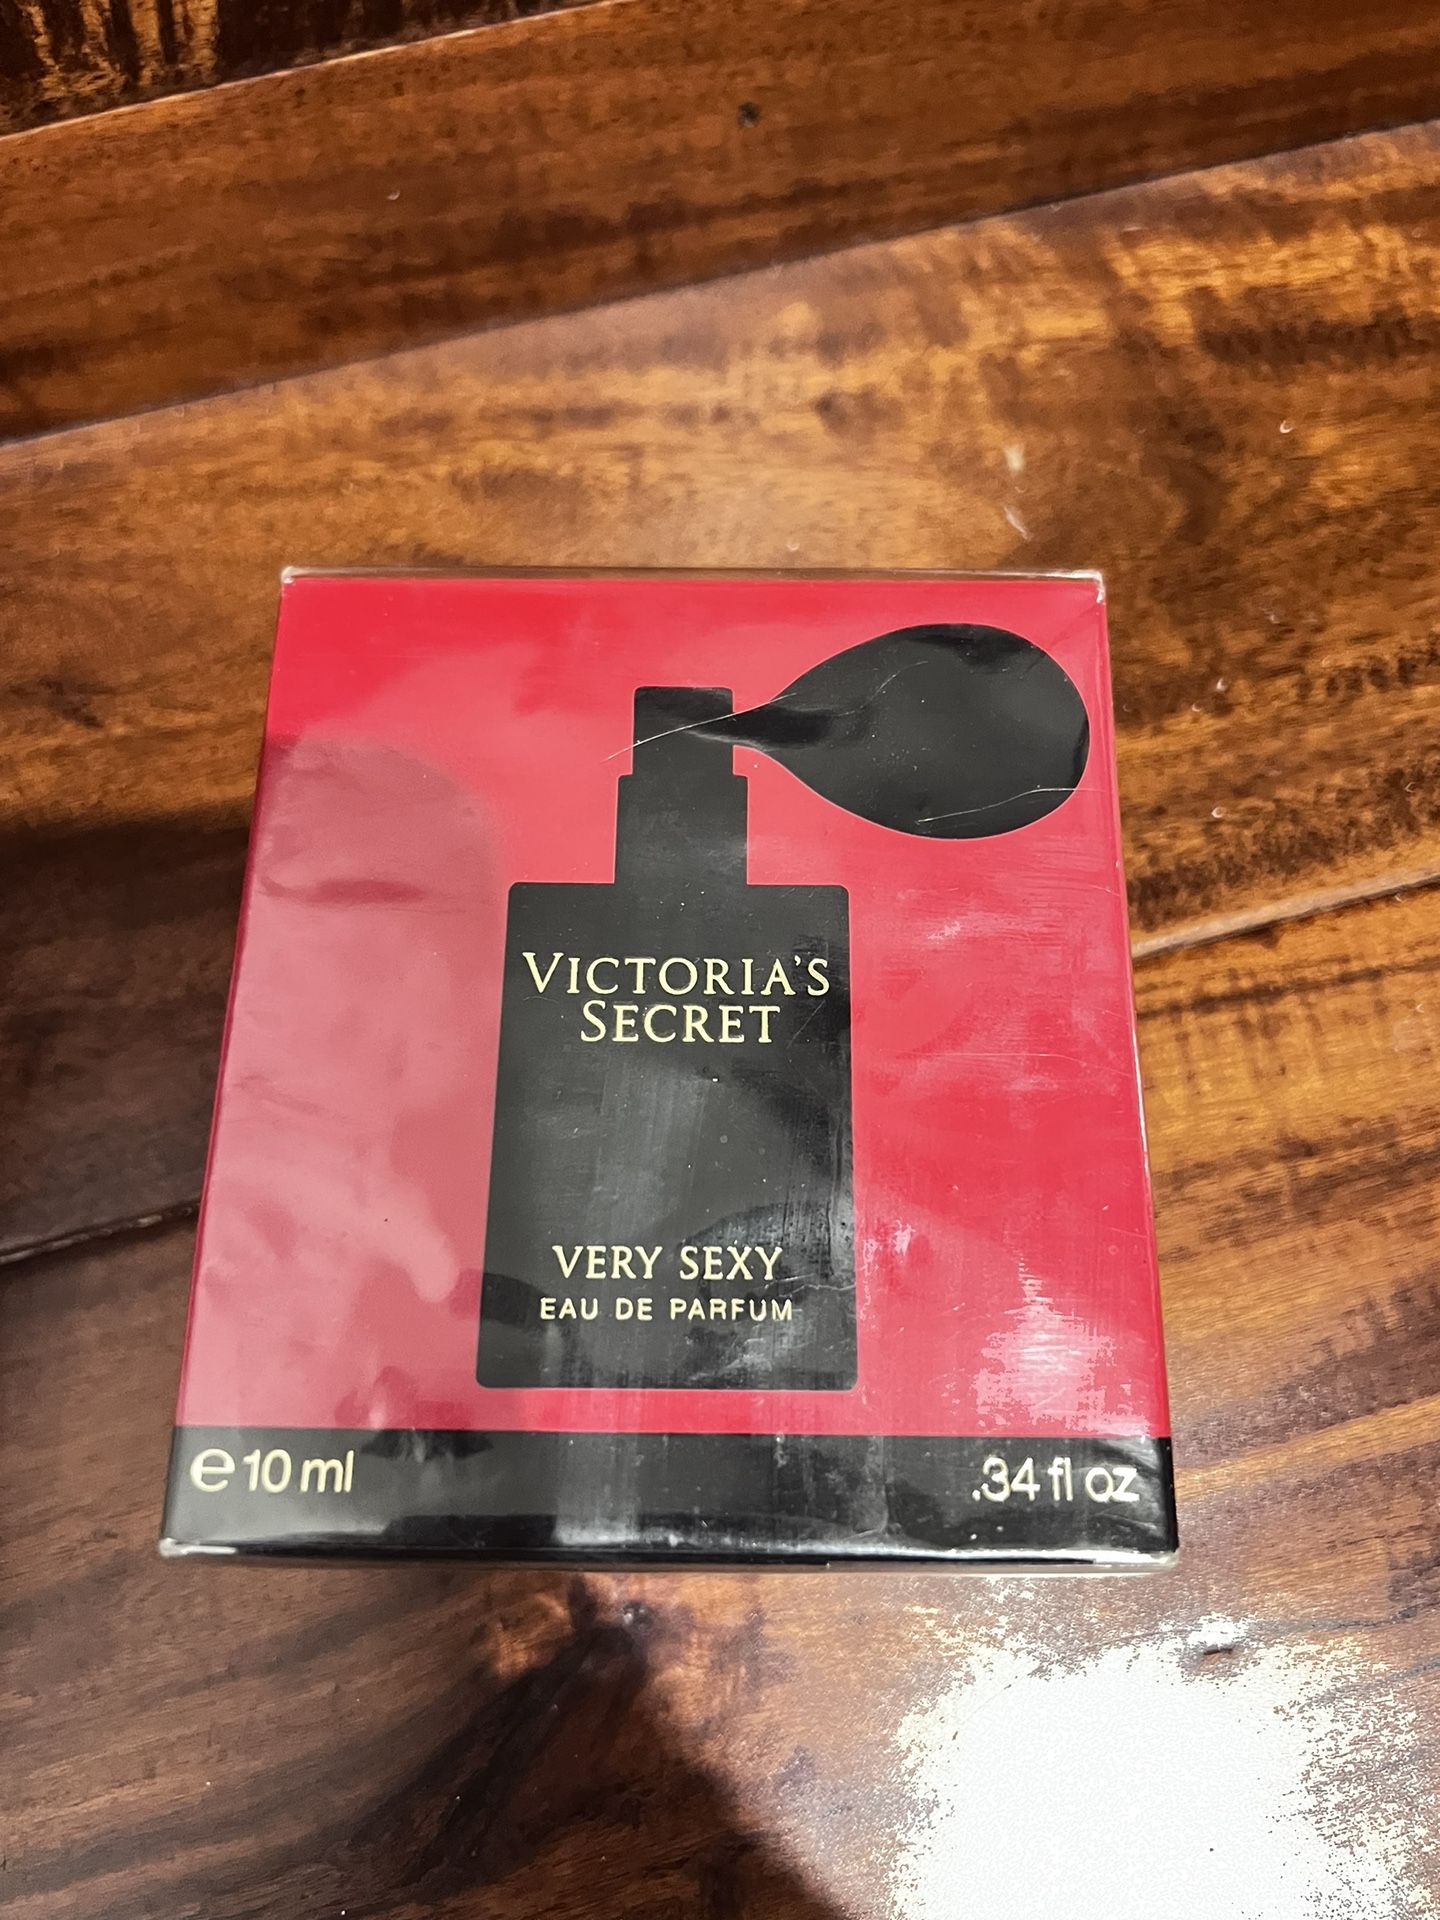 VICTORIA'S
SECRET
VERY SEXY
EAU DE PARFUM
℮10 ml
.34 fl oz